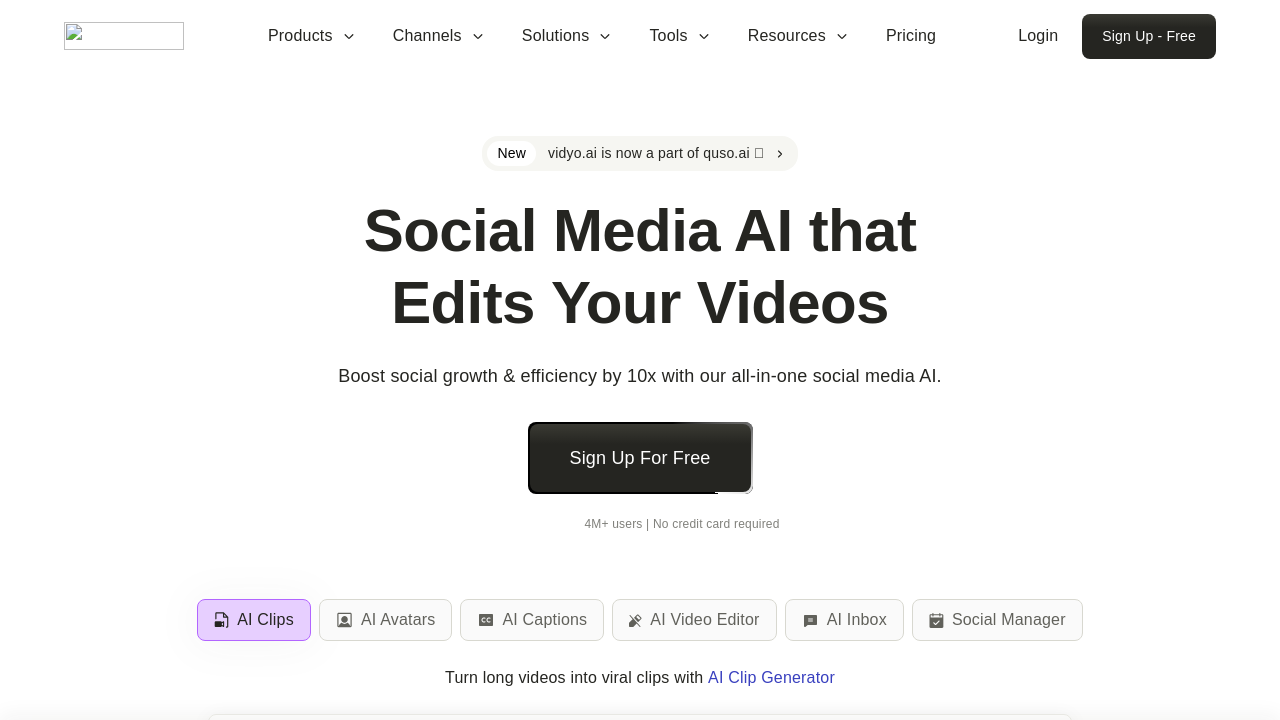 Products Channels Solutions Tools Resources Pricing Login Sign Up - Free
New vidyo.ai is now a part of quso.ai
Social Media AI that
Edits Your Videos
Boost social growth & efficiency by 10x with our all-in-one social media AI.
Sign Up For Free
4M+ users | No credit card required
AI Clips AI Avatars AI Captions AI Video Editor AI Inbox Social Manager
Turn long videos into viral clips with AI Clip Generator